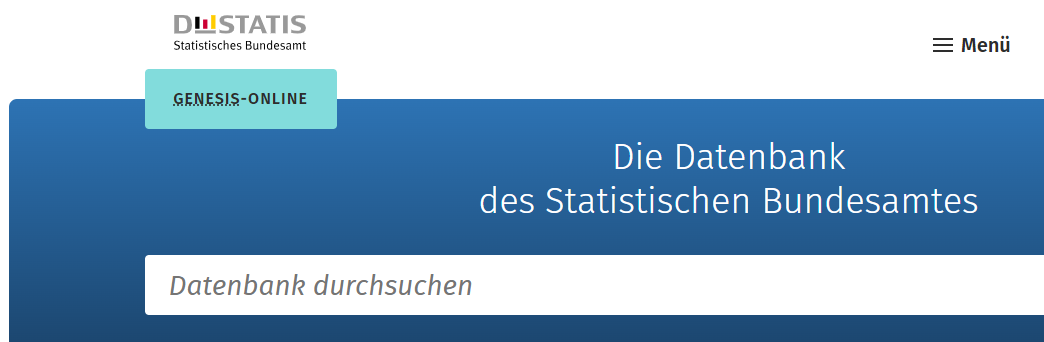 DESTATIS
Statistisches Bundesamt
Menü
GENESIS-ONLINE
Die Datenbank
des Statistischen Bundesamtes
Datenbank durchsuchen